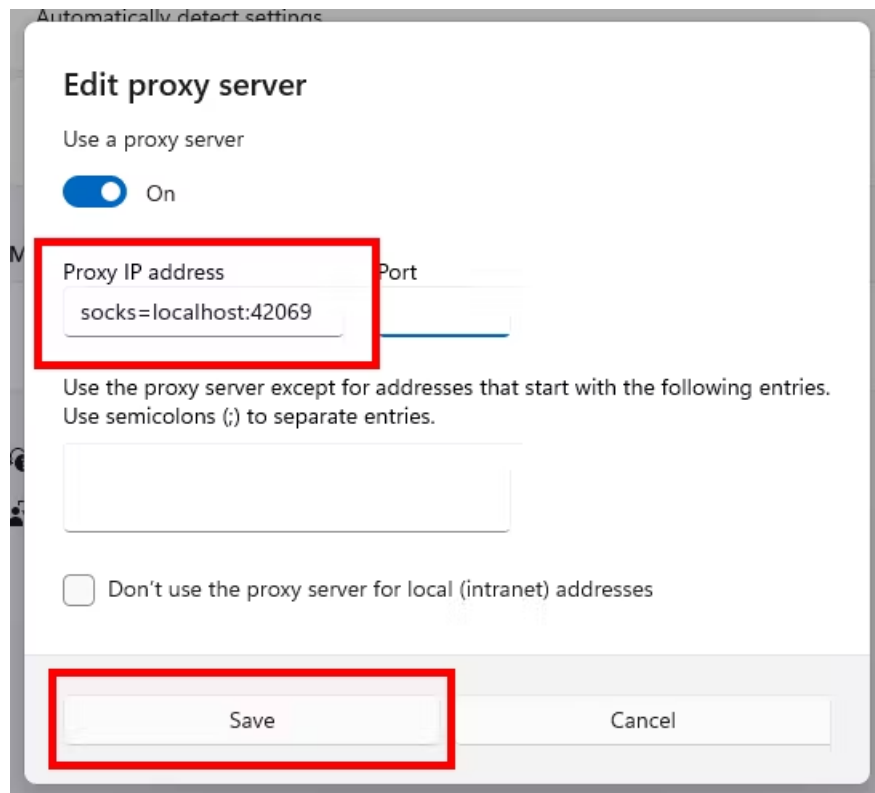 Automatically detect settings
Edit proxy server
Use a proxy server
On
Proxy IP address
Port
socks=localhost:42069
Use the proxy server except for addresses that start with the following entries.
Use semicolons (;) to separate entries.
Don't use the proxy server for local (intranet) addresses
Save
Cancel